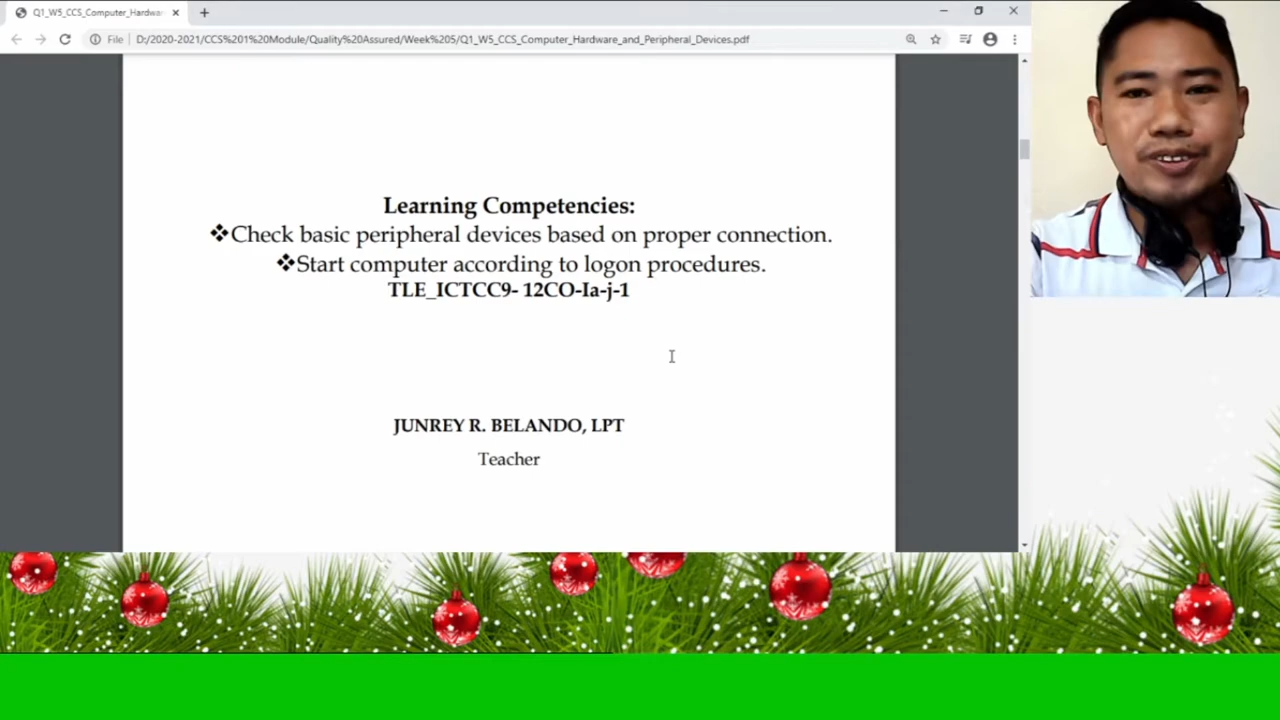 Q1_W5_CCS_Computer_Hardwa
File
D:/2020-2021/CCS%201%20Module/Quality%20Assured/Week%205/Q1_W5_CCS_Computer_Hardware_and_Peripheral_Devices.pdf
Learning Competencies:
❖Check basic peripheral devices based on proper connection.
❖Start computer according to logon procedures.
TLE_ICTCC9- 12CO-Ia-j-1
JUNREY R. BELANDO, LPT
Teacher